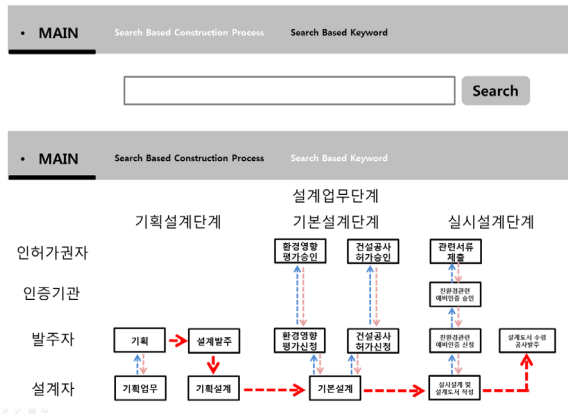 • MAIN Search Based Construction Process Search Based Keyword
Search
• MAIN Search Based Construction Process Search Based Keyword
설계업무단계
기획설계단계 기본설계단계 실시설계단계
인허가권자
환경영향
평가승인
건설공사
허가승인
관련서류
제출
인증기관
친환경관련
예비인증 승인
발주자
기획
설계발주
환경영향
평가신청
건설공사
허가신청
친환경관련
예비인증 신청
설계도서 수령
공사발주
설계자
기획업무
기획설계
기본설계
실시설계 및
설계도서 작성